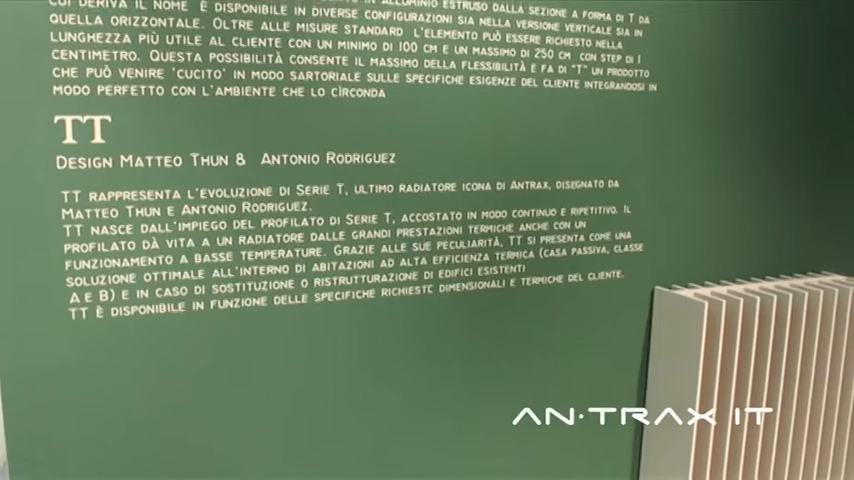 CUI DERIVA IL NOME È DISPONIBILE IN DIVERSE CONFIGURAZIONI SIA NELLA VERSIONE VERTICALE SIA IN
ALLUMINIO ESTRUSO DALLA SEZIONE A FORMA DI T DA
QUELLA ORIZZONTALE. OLTRE ALLE MISURE STANDARD L'ELEMENTO PUÒ ESSERE RICHIESTO NELLA
LUNGHEZZA PIÙ UTILE AL CLIENTE CON UN MINIMO DI 100 CM E UN MASSIMO DI 250 CM CON STEP DI 1
CENTIMETRO. QUESTA POSSIBILITÀ CONSENTE IL MASSIMO DELLA FLESSIBILITÀ E FA DI "T" UN PRODOTTO
CHE PUÒ VENIRE 'CUCITO' IN MODO SARTORIALE SULLE SPECIFICHE ESIGENZE DEL CLIENTE INTEGRANDOSI IN
MODO PERFETTO CON L'AMBIENTE CHE LO CIRCONDA
TT
DESIGN MATTEO THUN & ANTONIO RODRIGUEZ
TT RAPPRESENTA L'EVOLUZIONE DI SERIE T, ULTIMO RADIATORE ICONA DI ANTRAX, DISEGNATO DA
MATTEO THUN E ANTONIO RODRIGUEZ.
TT NASCE DALL'IMPIEGO DEL PROFILATO DI SERIE T, ACCOSTATO IN MODO CONTINUO E RIPETITIVO. IL
PROFILATO DÀ VITA A UN RADIATORE DALLE GRANDI PRESTAZIONI TERMICHE ANCHE CON UN
FUNZIONAMENTO A BASSE TEMPERATURE. GRAZIE ALLE SUE PECULIARITÀ, TT SI PRESENTA COME UNA
SOLUZIONE OTTIMALE ALL'INTERNO DI ABITAZIONI AD ALTA EFFICIENZA TERMICA (CASA PASSIVA, CLASSE
A E B) E IN CASO DI SOSTITUZIONE O RISTRUTTURAZIONE DI EDIFICI ESISTENTI
TT È DISPONIBILE IN FUNZIONE DELLE SPECIFICHE RICHIESTE DIMENSIONALI E TERMICHE DEL CLIENTE.
AN·TRAX IT